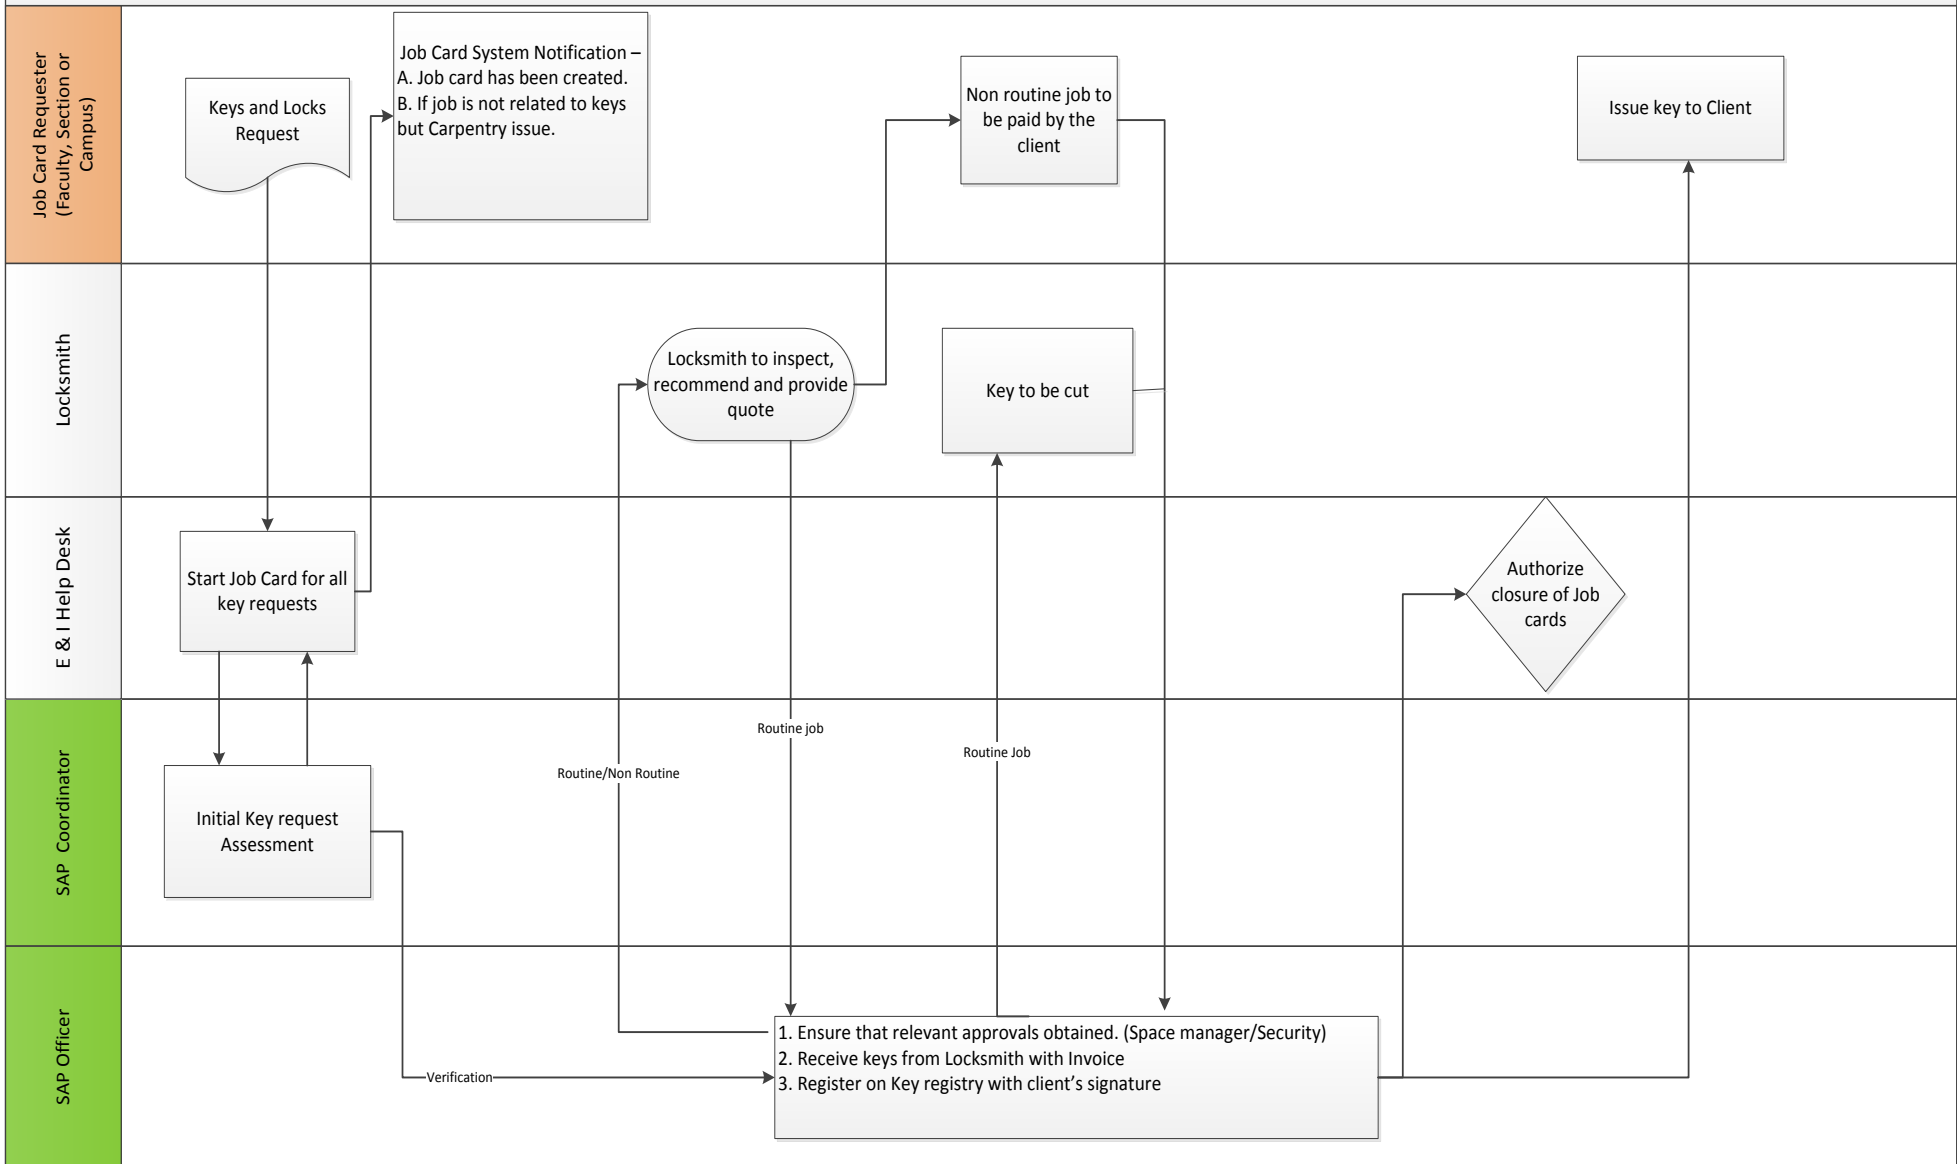 Job Card Requester
(Faculty, Section or
Campus)
Keys and Locks
Request
Job Card System Notification –
A. Job card has been created.
B. If job is not related to keys
but Carpentry issue.
Non routine job to
be paid by the
client
Issue key to Client
Locksmith
Locksmith to inspect,
recommend and provide
quote
Key to be cut
E & I Help Desk
Start Job Card for all
key requests
Authorize
closure of Job
cards
SAP  Coordinator
Initial Key request
Assessment
Routine/Non Routine
Routine job
Routine Job
SAP Officer
Verification
1. Ensure that relevant approvals obtained. (Space manager/Security)
2. Receive keys from Locksmith with Invoice
3. Register on Key registry with client’s signature